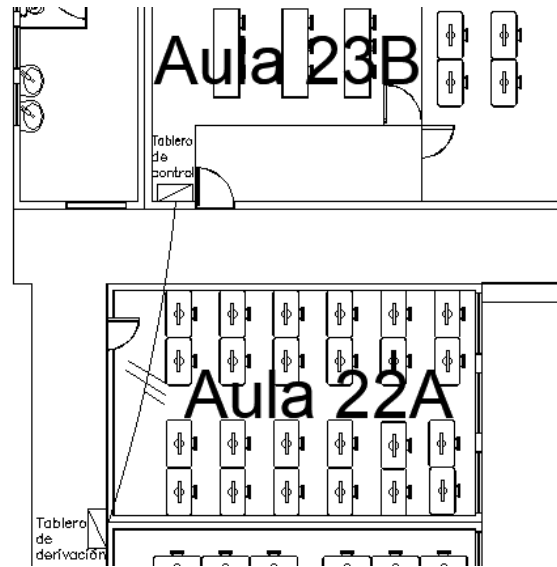 Aula 23B
Tablero
de
control
Aula 22A
Tablero
de
derivación